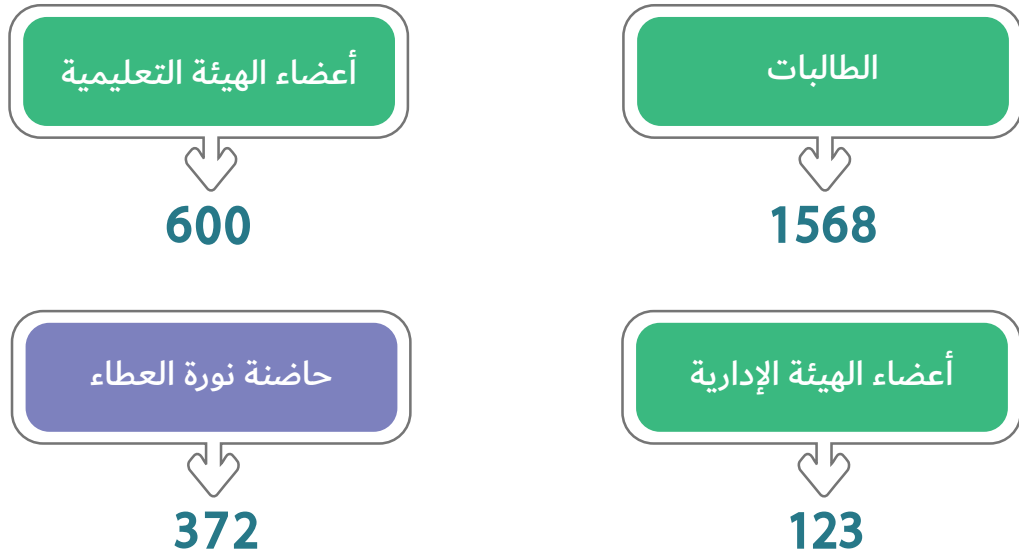 الطالبات
1568
أعضاء الهيئة التعليمية
600
أعضاء الهيئة الإدارية
123
حاضنة نورة العطاء
372